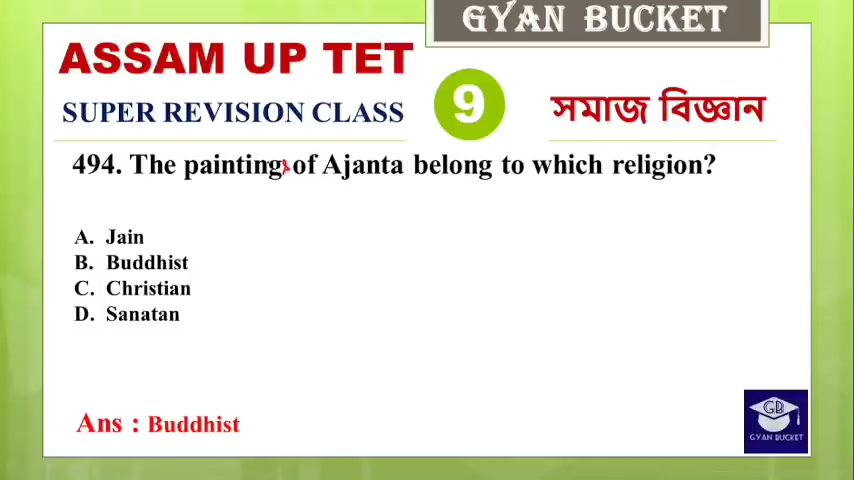 GYAN BUCKET
ASSAM UP TET
SUPER REVISION CLASS
9
সমাজ বিজ্ঞান
494. The paintings of Ajanta belong to which religion?
A. Jain
B. Buddhist
C. Christian
D. Sanatan
Ans : Buddhist
GB
GYAN BUCKET